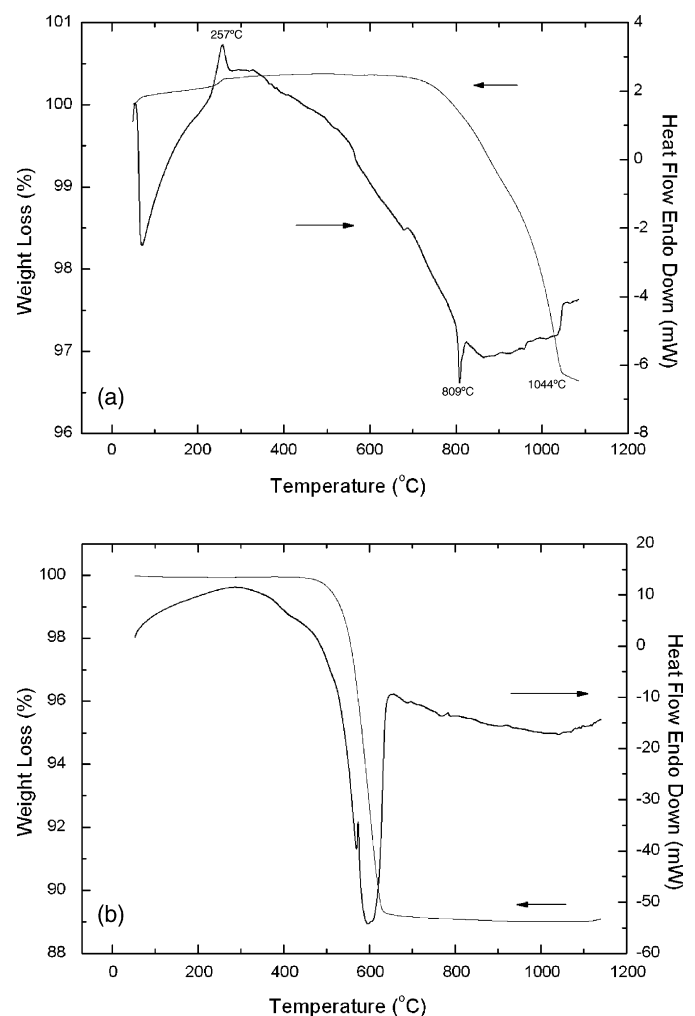 101
100
99
98
97
96
Weight Loss (%)
4
2
0
-2
-4
-6
-8
Heat Flow Endo Down (mW)
257ºC
809ºC
1044ºC
(a)
0 200 400 600 800 1000 1200
Temperature (°C)
100
98
96
94
92
90
88
Weight Loss (%)
20
10
0
-10
-20
-30
-40
-50
-60
Heat Flow Endo Down (mW)
(b)
0 200 400 600 800 1000 1200
Temperature (°C)